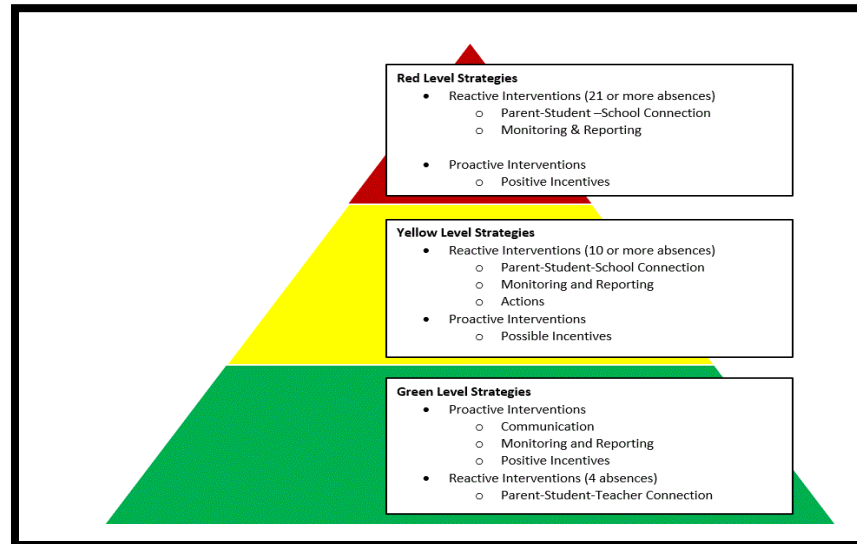 Red Level Strategies
• Reactive Interventions (21 or more absences)
o Parent-Student –School Connection
o Monitoring & Reporting
• Proactive Interventions
o Positive Incentives
Yellow Level Strategies
• Reactive Interventions (10 or more absences)
o Parent-Student-School Connection
o Monitoring and Reporting
o Actions
• Proactive Interventions
o Possible Incentives
Green Level Strategies
• Proactive Interventions
o Communication
o Monitoring and Reporting
o Positive Incentives
• Reactive Interventions (4 absences)
o Parent-Student-Teacher Connection